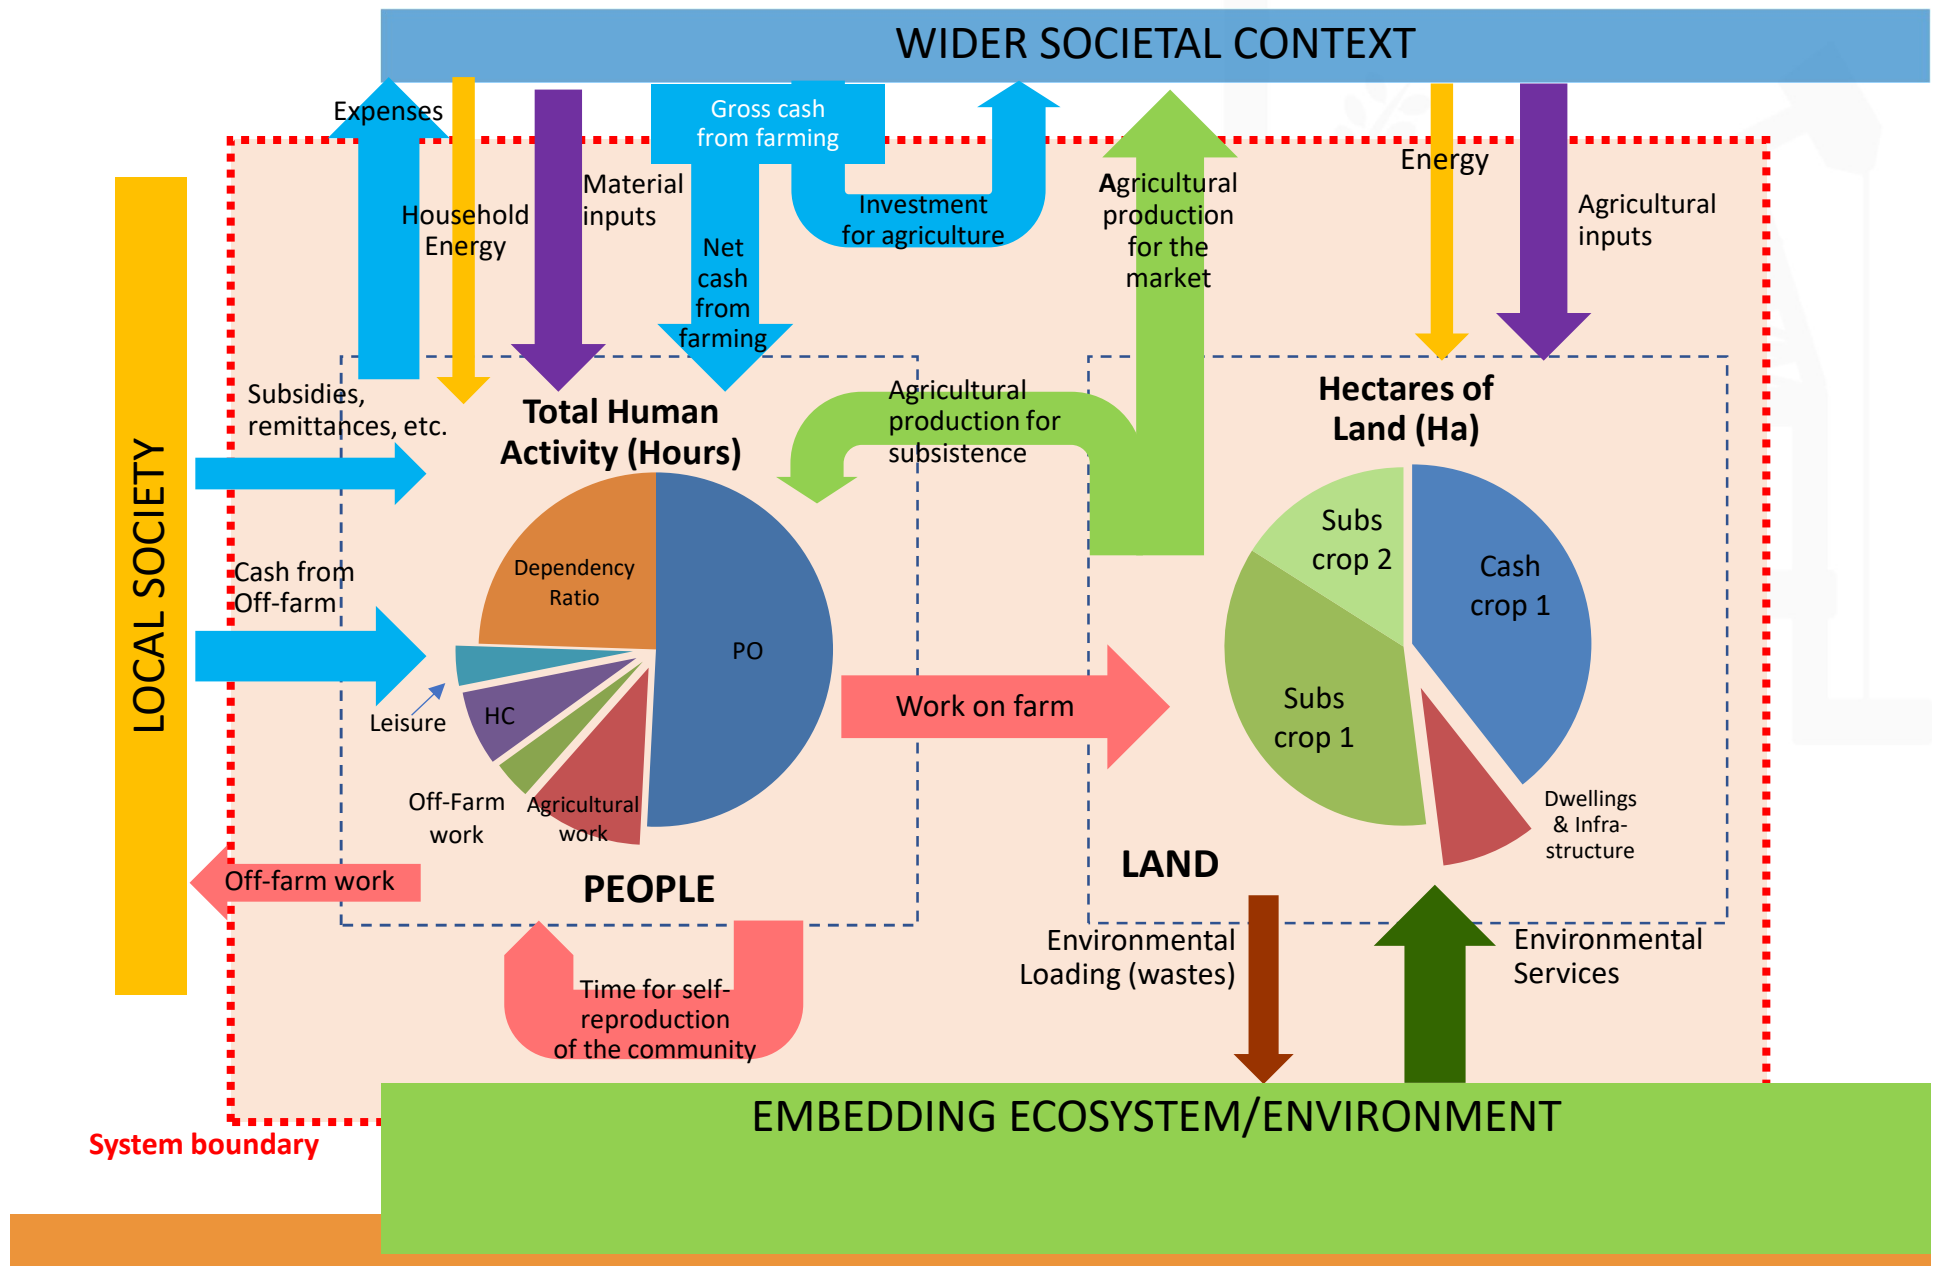 WIDER SOCIETAL CONTEXT
Expenses
Household
Energy
Material
inputs
Gross cash
from farming
Net
cash
from
farming
Investment
for agriculture
Agricultural
production
for the
market
Energy
Agricultural
inputs
LOCAL SOCIETY
Subsidies,
remittances, etc.
Cash from
Off-farm
Off-farm work
Total Human
Activity (Hours)
Dependency
Ratio
PO
Leisure
HC
Off-Farm
work
Agricultural
work
PEOPLE
Agricultural
production for
subsistence
Work on farm
Hectares of
Land (Ha)
Subs
crop 2
Cash
crop 1
Subs
crop 1
Dwellings
& Infra-
structure
LAND
Time for self-
reproduction
of the community
Environmental
Loading (wastes)
Environmental
Services
EMBEDDING ECOSYSTEM/ENVIRONMENT
System boundary